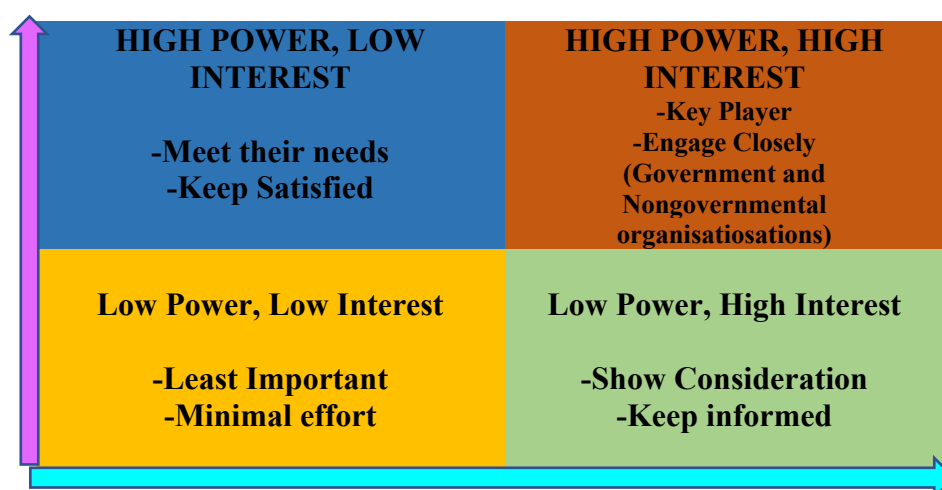 HIGH POWER, LOW
INTEREST
-Meet their needs
-Keep Satisfied
HIGH POWER, HIGH
INTEREST
-Key Player
-Engage Closely
(Government and
Nongovernmental
organisatiosations)
Low Power, Low Interest
-Least Important
-Minimal effort
Low Power, High Interest
-Show Consideration
-Keep informed